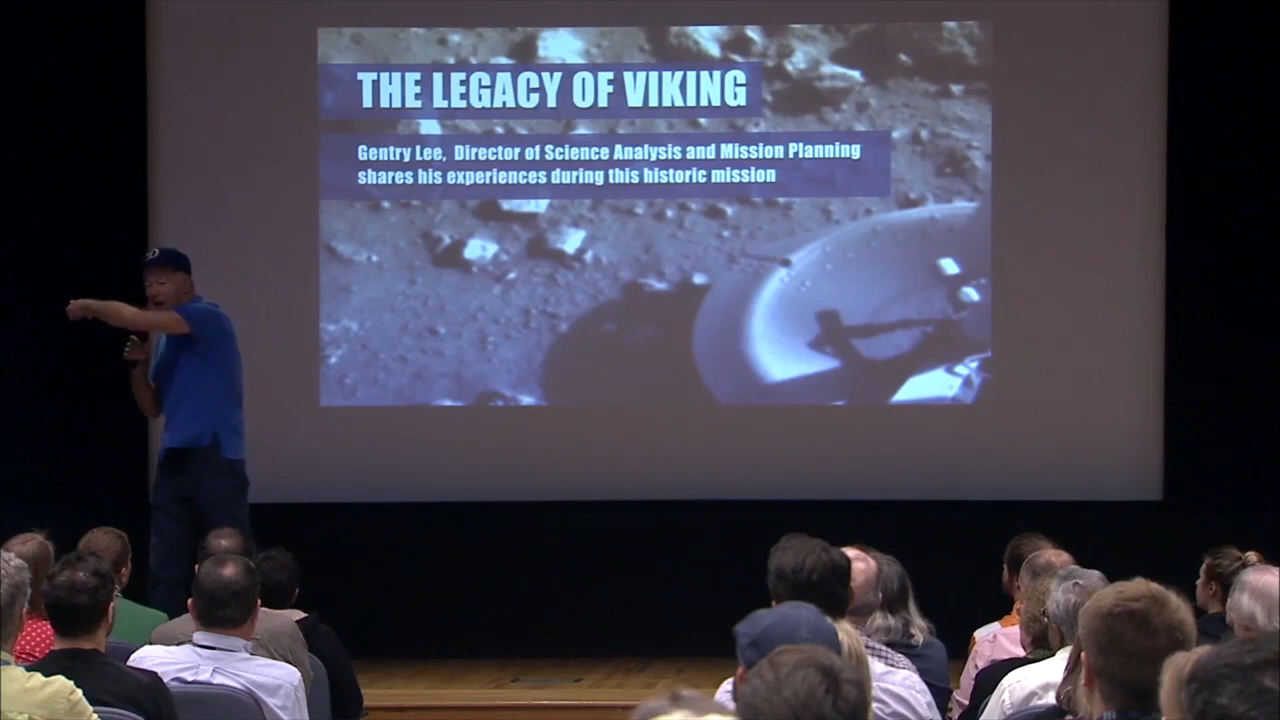 THE LEGACY OF VIKING
Gentry Lee, Director of Science Analysis and Mission Planning
shares his experiences during this historic mission